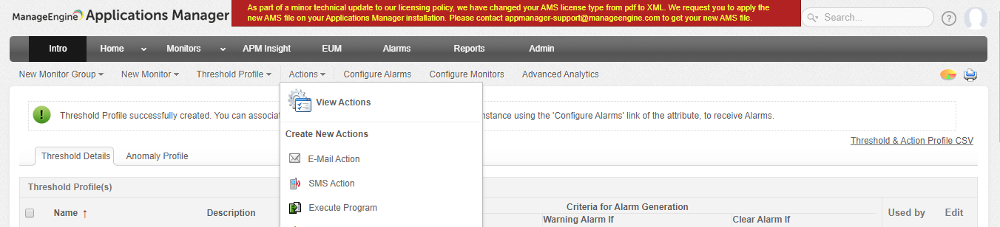 ManageEngine Applications Manager
As part of a minor technical update to our licensing policy, we have changed your AMS license type from pdf to XML. We request you to apply the
new AMS file on your Applications Manager installation. Please contact appmanager-support@manageengine.com to get your new AMS file.
Search...
?
Intro Home Monitors APM Insight EUM Alarms Reports Admin
New Monitor Group New Monitor Threshold Profile Actions Configure Alarms Configure Monitors Advanced Analytics
View Actions
Threshold Profile successfully created. You can associat
nstance using the 'Configure Alarms' link of the attribute, to receive Alarms.
Create New Actions
Threshold & Action Profile CSV
Threshold Details Anomaly Profile
E-Mail Action
SMS Action
Execute Program
Threshold Profile(s)
Name ↑ Description
Criteria for Alarm Generation
Warning Alarm If Clear Alarm If
Used by Edit